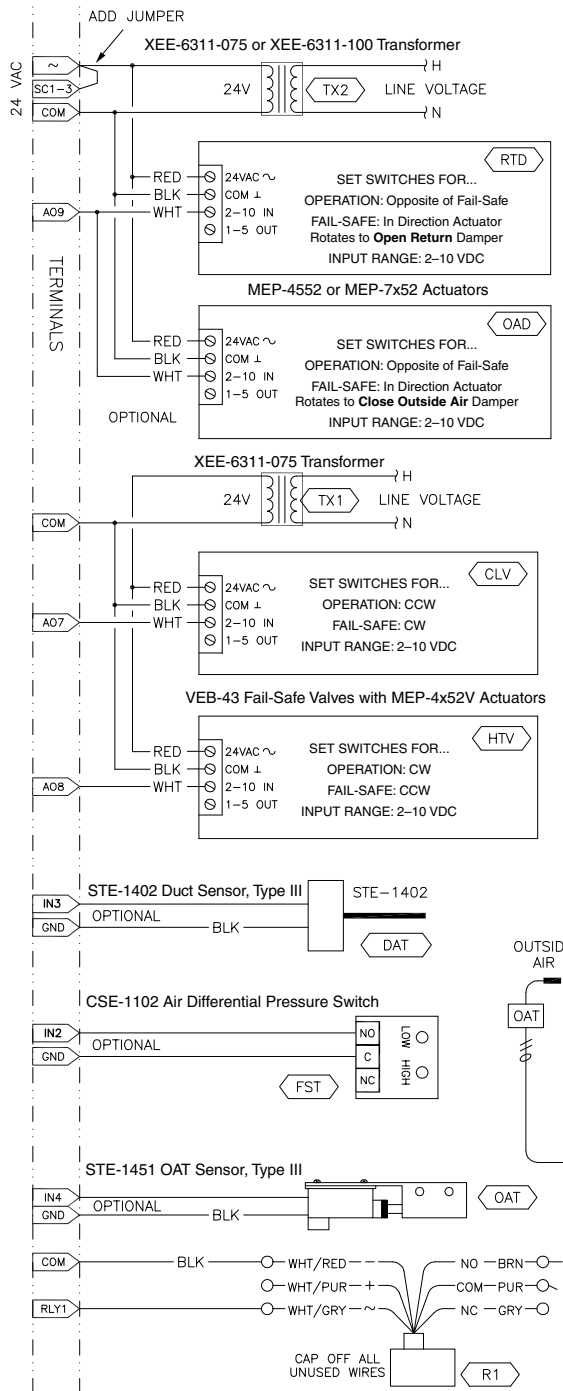 ADD JUMPER
XEE-6311-075 or XEE-6311-100 Transformer
24 VAC
~
SC1-3
COM
24V
TX2
LINE VOLTAGE
H
N
RTD
RED
24VAC ~
BLK
COM ⊥
WHT
2-10 IN
1-5 OUT
AO9
SET SWITCHES FOR...
OPERATION: Opposite of Fail-Safe
FAIL-SAFE: In Direction Actuator
Rotates to Open Return Damper
INPUT RANGE: 2–10 VDC
TERMINALS
MEP-4552 or MEP-7x52 Actuators
OAD
RED
24VAC ~
BLK
COM ⊥
WHT
2-10 IN
1-5 OUT
SET SWITCHES FOR...
OPERATION: Opposite of Fail-Safe
FAIL-SAFE: In Direction Actuator
Rotates to Close Outside Air Damper
INPUT RANGE: 2–10 VDC
OPTIONAL
XEE-6311-075 Transformer
24V
TX1
LINE VOLTAGE
H
N
COM
CLV
RED
24VAC ~
BLK
COM ⊥
WHT
2-10 IN
1-5 OUT
AO7
SET SWITCHES FOR...
OPERATION: CCW
FAIL-SAFE: CW
INPUT RANGE: 2–10 VDC
VEB-43 Fail-Safe Valves with MEP-4x52V Actuators
HTV
RED
24VAC ~
BLK
COM ⊥
WHT
2-10 IN
1-5 OUT
AO8
SET SWITCHES FOR...
OPERATION: CW
FAIL-SAFE: CCW
INPUT RANGE: 2–10 VDC
STE-1402 Duct Sensor, Type III
STE-1402
IN3
OPTIONAL
GND
BLK
DAT
OUTSID
AIR
OAT
CSE-1102 Air Differential Pressure Switch
IN2
OPTIONAL
GND
NO
C
NC
LOW
HIGH
FST
STE-1451 OAT Sensor, Type III
IN4
OPTIONAL
GND
BLK
OAT
COM
BLK
WHT/RED -
NO
BRN
WHT/PUR +
COM
PUR
RLY1
WHT/GRY ~
NC
GRY
CAP OFF ALL
UNUSED WIRES
R1